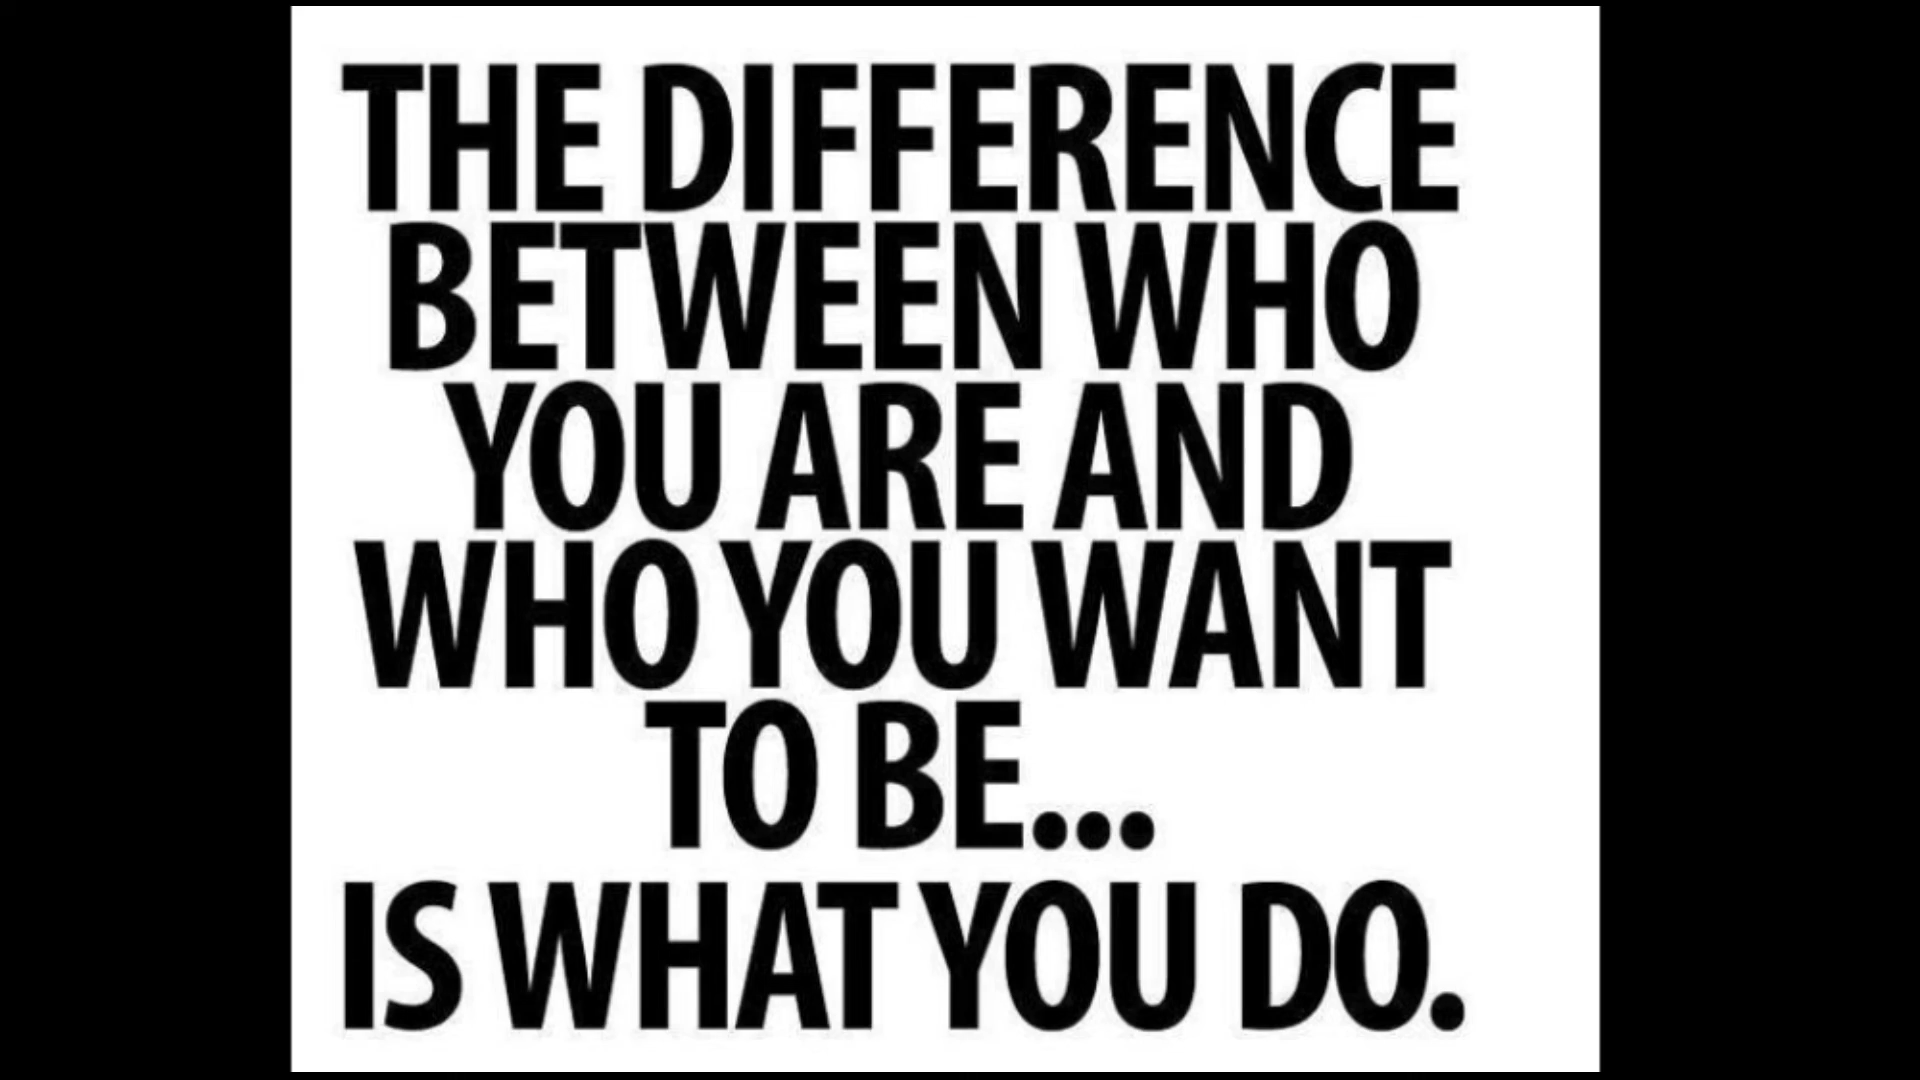 THE DIFFERENCE
BETWEEN WHO
YOU ARE AND
WHO YOU WANT
TO BE...
IS WHAT YOU DO.